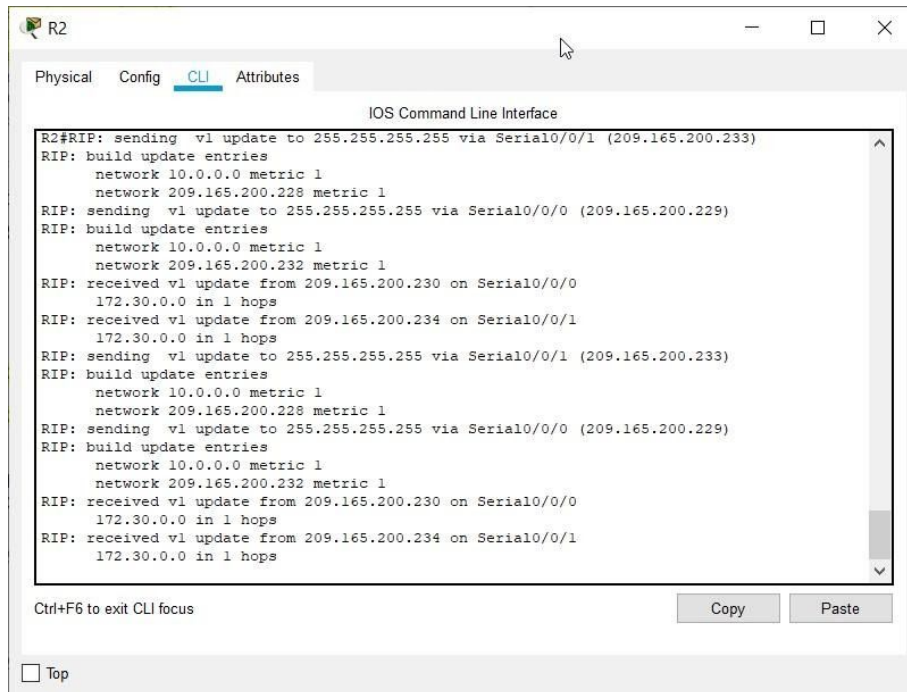 R2
Physical Config CLI Attributes
IOS Command Line Interface
R2#RIP: sending  v1 update to 255.255.255.255 via Serial0/0/1 (209.165.200.233)
RIP: build update entries
      network 10.0.0.0 metric 1
      network 209.165.200.228 metric 1
RIP: sending  v1 update to 255.255.255.255 via Serial0/0/0 (209.165.200.229)
RIP: build update entries
      network 10.0.0.0 metric 1
      network 209.165.200.232 metric 1
RIP: received v1 update from 209.165.200.230 on Serial0/0/0
      172.30.0.0 in 1 hops
RIP: received v1 update from 209.165.200.234 on Serial0/0/1
      172.30.0.0 in 1 hops
RIP: sending  v1 update to 255.255.255.255 via Serial0/0/1 (209.165.200.233)
RIP: build update entries
      network 10.0.0.0 metric 1
      network 209.165.200.228 metric 1
RIP: sending  v1 update to 255.255.255.255 via Serial0/0/0 (209.165.200.229)
RIP: build update entries
      network 10.0.0.0 metric 1
      network 209.165.200.232 metric 1
RIP: received v1 update from 209.165.200.230 on Serial0/0/0
      172.30.0.0 in 1 hops
RIP: received v1 update from 209.165.200.234 on Serial0/0/1
      172.30.0.0 in 1 hops
Ctrl+F6 to exit CLI focus Copy Paste
Top